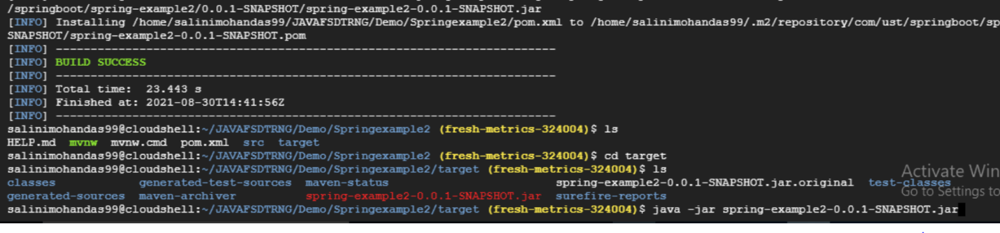 /springboot/spring-example2/0.0.1-SNAPSHOT/spring-example2-0.0.1-SNAPSHOT.jar
[INFO] Installing /home/salinimohandas99/JAVAFSDTRNG/Demo/Springexample2/pom.xml to /home/salinimohandas99/.m2/repository/com/ust/springboot/sp
SNAPSHOT/spring-example2-0.0.1-SNAPSHOT.pom
[INFO] ------------------------------------------------------------------------
[INFO] BUILD SUCCESS
[INFO] ------------------------------------------------------------------------
[INFO] Total time:  23.443 s
[INFO] Finished at: 2021-08-30T14:41:56Z
[INFO] ------------------------------------------------------------------------
salinimohandas99@cloudshell:~/JAVAFSDTRNG/Demo/Springexample2 (fresh-metrics-324004)$ ls
HELP.md  mvnw  mvnw.cmd  pom.xml  src  target
salinimohandas99@cloudshell:~/JAVAFSDTRNG/Demo/Springexample2 (fresh-metrics-324004)$ cd target
salinimohandas99@cloudshell:~/JAVAFSDTRNG/Demo/Springexample2/target (fresh-metrics-324004)$ ls
classes            generated-test-sources  maven-status                        spring-example2-0.0.1-SNAPSHOT.jar.original  test-classes
generated-sources  maven-archiver          spring-example2-0.0.1-SNAPSHOT.jar  surefire-reports
salinimohandas99@cloudshell:~/JAVAFSDTRNG/Demo/Springexample2/target (fresh-metrics-324004)$ java -jar spring-example2-0.0.1-SNAPSHOT.jar
Activate Win
Go to Settings to